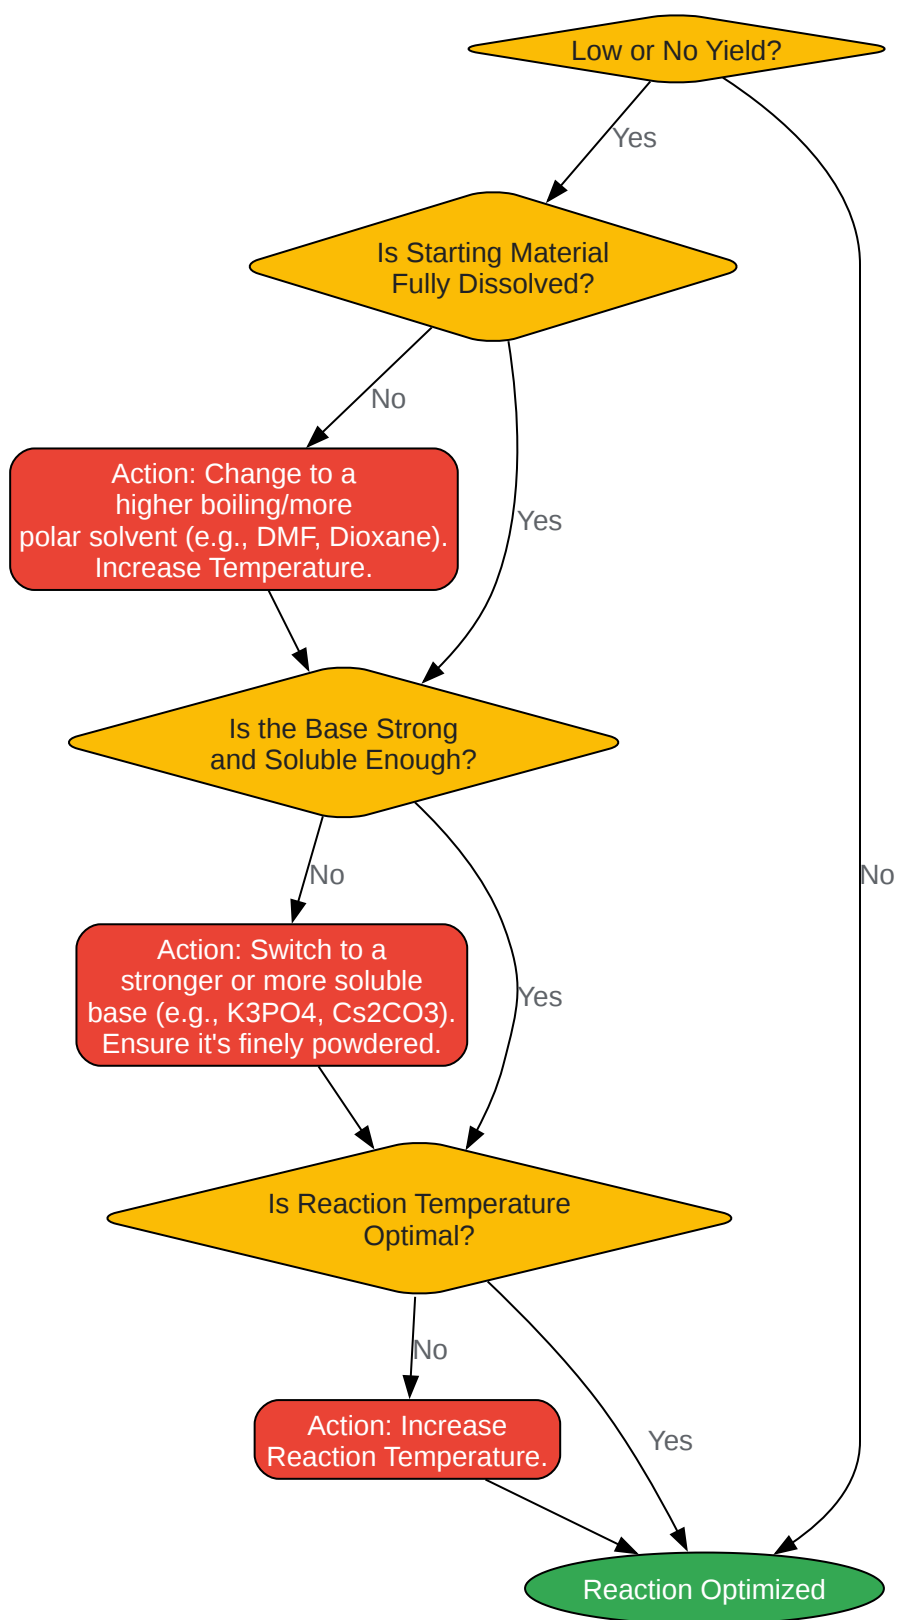 Low or No Yield?
Yes
Is Starting Material
Fully Dissolved?
No
Action: Change to a
higher boiling/more
polar solvent (e.g., DMF, Dioxane).
Increase Temperature.
Yes
Is the Base Strong
and Soluble Enough?
No
No
Action: Switch to a
stronger or more soluble
base (e.g., K3PO4, Cs2CO3).
Ensure it's finely powdered.
Yes
Is Reaction Temperature
Optimal?
No
Action: Increase
Reaction Temperature.
Yes
Reaction Optimized